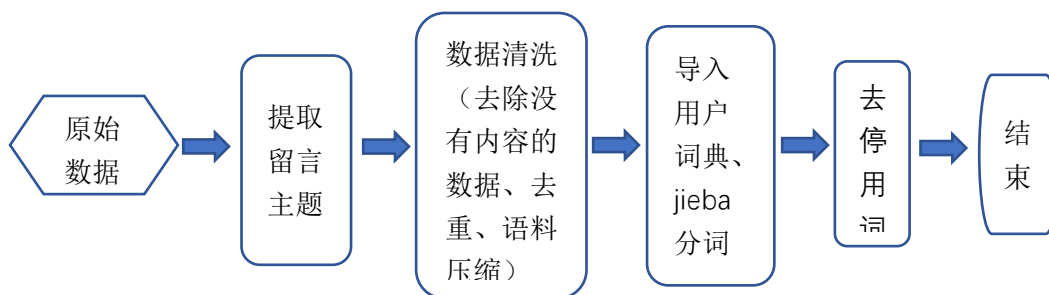 原始
数据
提取
留言
主题
数据清洗
（去除没
有内容的
数据、去
重、语料
压缩）
导入
用户
词典、
jieba
分词
去
停
用
词
结
束